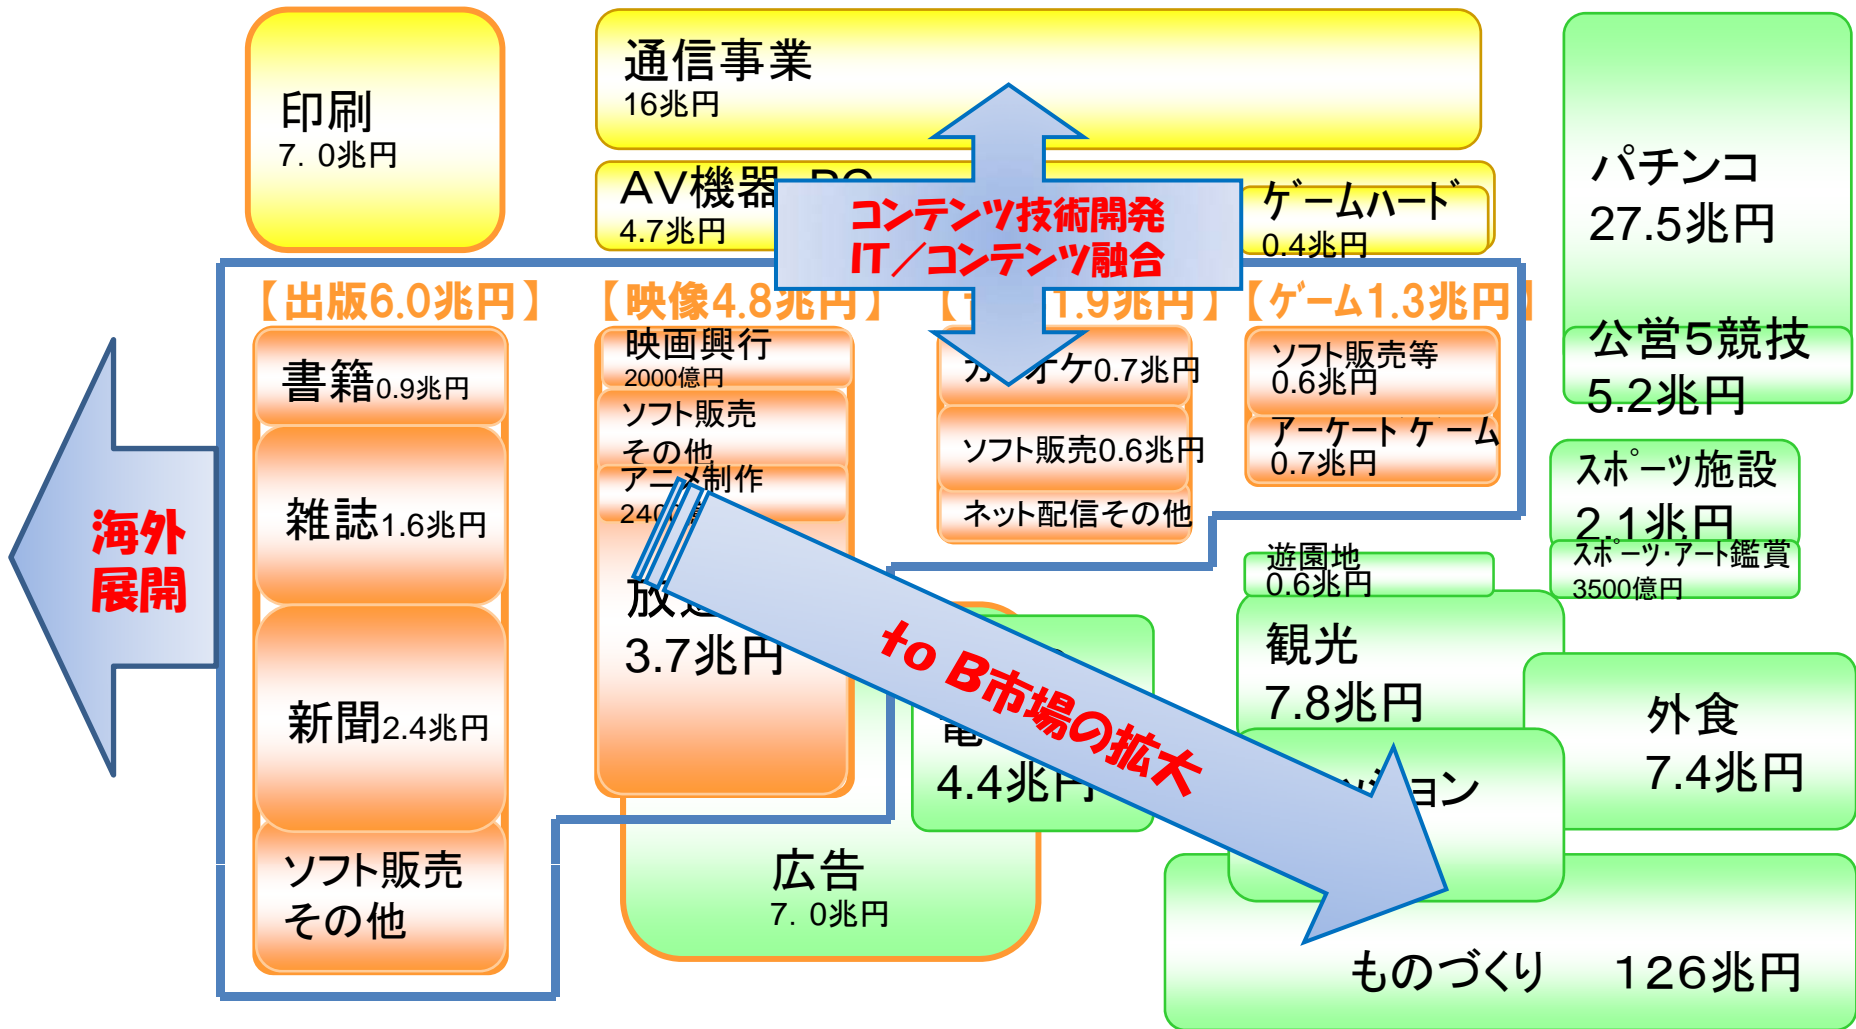 印刷
7. 0兆円
通信事業
16兆円
AV機器
4.7兆円
コンテンツ技術開発
IT／コンテンツ融合
ゲームハード
0.4兆円
パチンコ
27.5兆円
公営5競技
5.2兆円
【出版6.0兆円】
【映像4.8兆円】
1.9兆円】
【ゲーム1.3兆円】
書籍0.9兆円
雑誌1.6兆円
新聞2.4兆円
ソフト販売
その他
映画興行
2000億円
ソフト販売
その他
アニメ制作
3.7兆円
0.7兆円
ソフト販売0.6兆円
ネット配信その他
ソフト販売等
0.6兆円
アーケードゲーム
0.7兆円
海外
展開
スポーツ施設
2.1兆円
スポーツ・アート鑑賞
3500億円
遊園地
0.6兆円
観光
7.8兆円
外食
7.4兆円
to B市場の拡大
4.4兆円
広告
7. 0兆円
ものづくり　126兆円